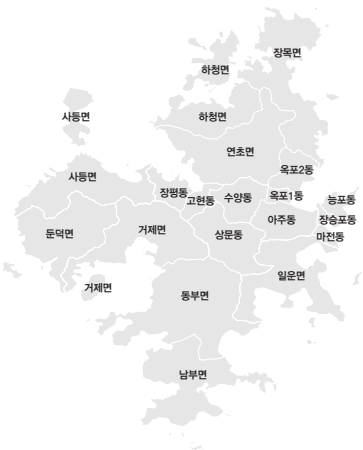 장목면
하청면
하청면
사등면
연초면
옥포2동
사등면
장평동
고현동
수양동
옥포1동
능포동
아주동
장승포동
둔덕면
거제면
상문동
마전동
일운면
거제면
동부면
남부면